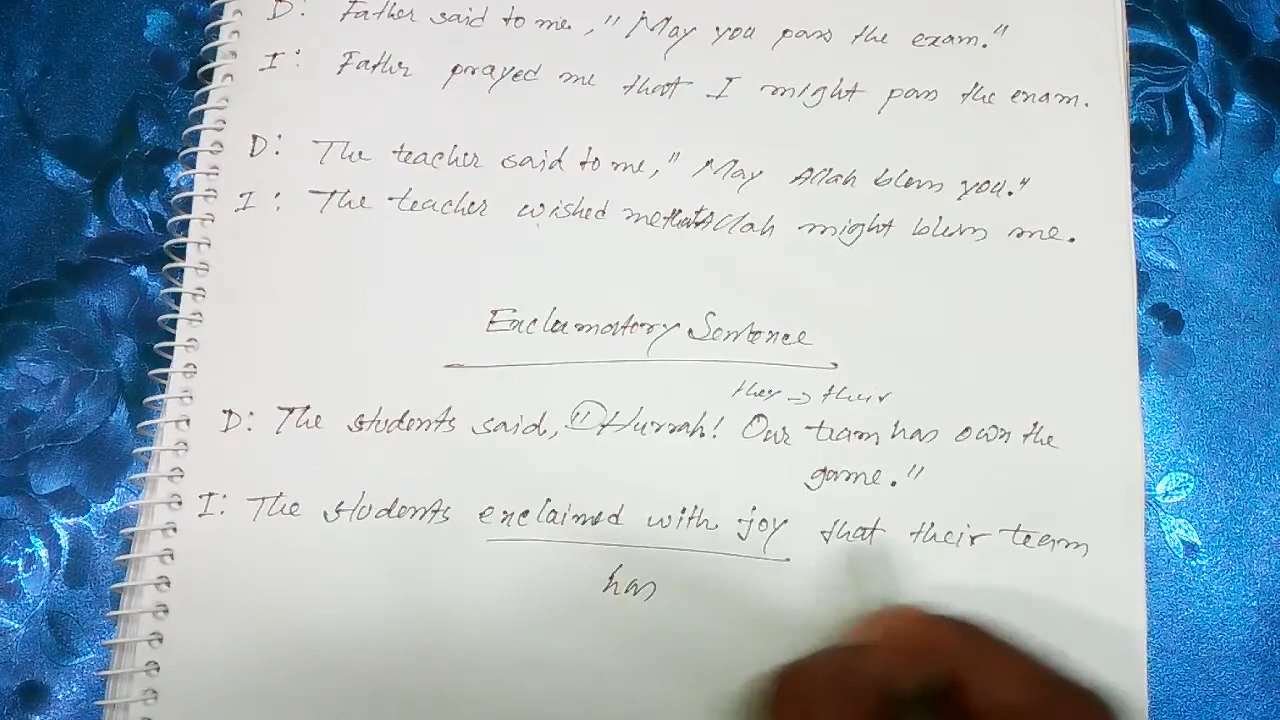 D: Father said to me, "May you pass the exam."
I: Father prayed me that I might pass the exam.
D: The teacher said to me, "May Allah bless you."
I: The teacher wished me that Allah might bless me.
Exclamatory Sentence
they → their
D: The students said, "Hurrah! Our team has own the
game."
I: The students exclaimed with joy that their team
has